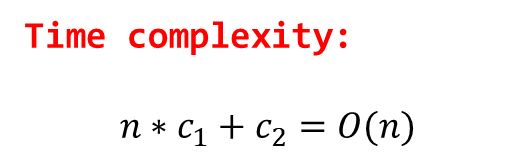 Time complexity:
n * c₁ + c₂ = O(n)